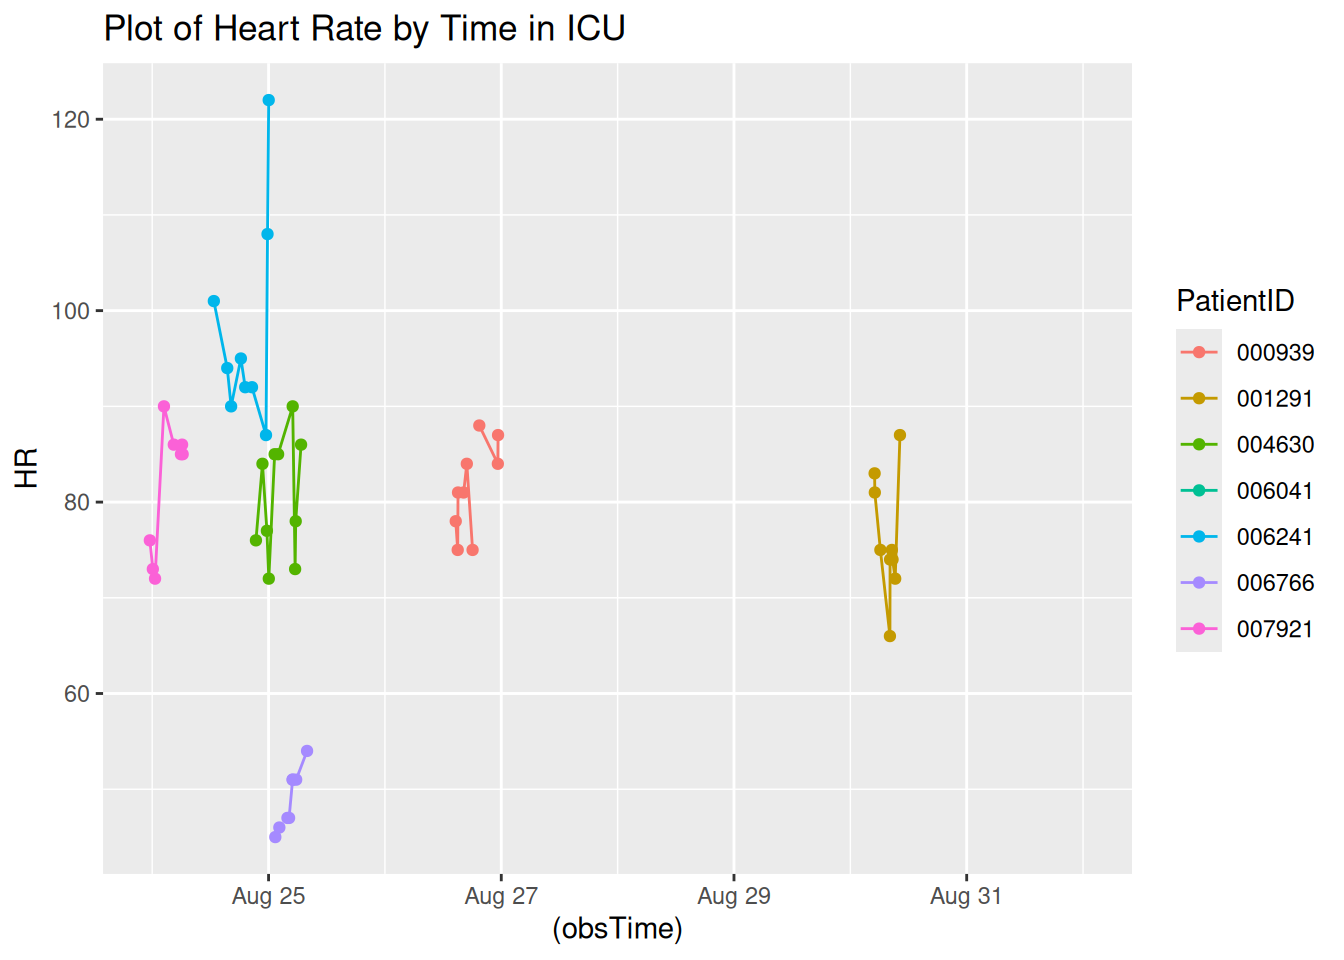 Plot of Heart Rate by Time in ICU
HR
120
100
80
60
Aug 25
Aug 27
Aug 29
Aug 31
(obsTime)
PatientID
000939
001291
004630
006041
006241
006766
007921